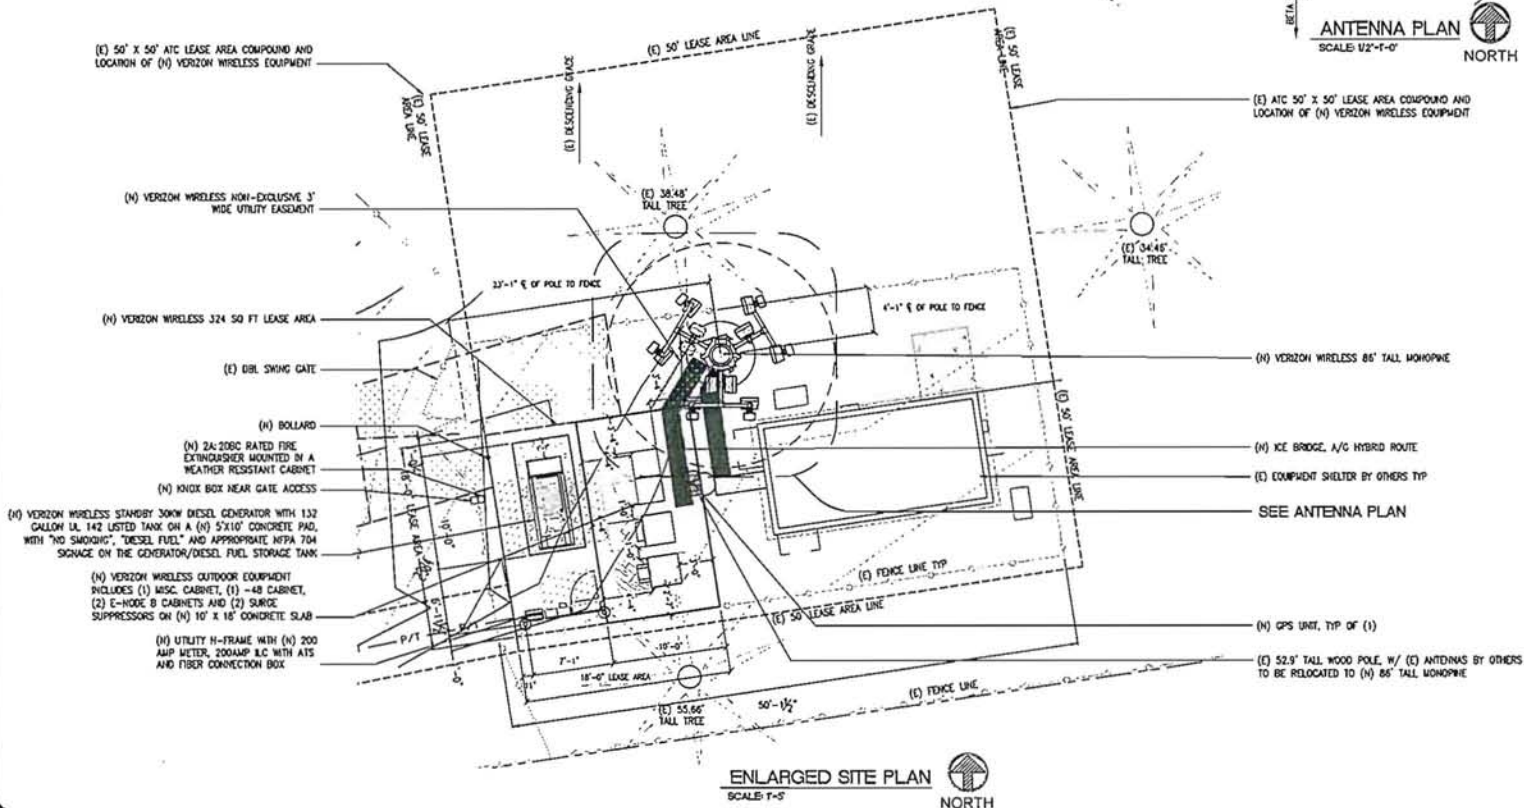 BETA
ANTENNA PLAN
SCALE: 1/2"=1'-0"
NORTH
(E) 50' X 50' ATC LEASE AREA COMPOUND AND
LOCATION OF (N) VERIZON WIRELESS EQUIPMENT
(E) 50' LEASE AREA LINE
(E) 50' LEASE
AREA LINE
(E) 50' LEASE
AREA LINE
(E) DESCENDING GRADE
(E) DESCENDING GRADE
(E) ATC 50' X 50' LEASE AREA COMPOUND AND
LOCATION OF (N) VERIZON WIRELESS EQUIPMENT
(N) VERIZON WIRELESS NON-EXCLUSIVE 3'
WIDE UTILITY EASEMENT
(E) 38.48'
TALL TREE
(E) 34.46'
TALL TREE
23'-1" ℄ OF POLE TO FENCE
4'-1" ℄ OF POLE TO FENCE
(N) VERIZON WIRELESS 324 SQ FT LEASE AREA
(N) VERIZON WIRELESS 86' TALL MONOPINE
(E) DBL SWING GATE
(E) 50' LEASE AREA LINE
(N) BOLLARD
(N) 2A:20BC RATED FIRE
EXTINGUISHER MOUNTED IN A
WEATHER RESISTANT CABINET
(N) ICE BRIDGE, A/C HYBRID ROUTE
(E) EQUIPMENT SHELTER BY OTHERS TYP
(N) KNOX BOX NEAR GATE ACCESS
SEE ANTENNA PLAN
(N) VERIZON WIRELESS STANDBY 30KW DIESEL GENERATOR WITH 132
GALLON UL 142 LISTED TANK ON A (N) 5'X10' CONCRETE PAD,
WITH "NO SMOKING", "DIESEL FUEL" AND APPROPRIATE NFPA 704
SIGNAGE ON THE GENERATOR/DIESEL FUEL STORAGE TANK
18'-0" LEASE AREA
10'-0"
(E) FENCE LINE TYP
(N) VERIZON WIRELESS OUTDOOR EQUIPMENT
INCLUDES (1) MISC. CABINET, (1) -48 CABINET,
(2) E-NODE B CABINETS AND (2) SURGE
SUPPRESSORS ON (N) 10' X 18' CONCRETE SLAB
(E) 50' LEASE AREA LINE
(N) GPS UNIT, TYP OF (1)
P/T
P/T
(N) UTILITY H-FRAME WITH (N) 200
AMP METER, 200AMP ILC WITH ATS
AND FIBER CONNECTION BOX
10'-0"
7'-1"
18'-0" LEASE AREA
(E) 52.9' TALL WOOD POLE, W/ (E) ANTENNAS BY OTHERS
TO BE RELOCATED TO (N) 86' TALL MONOPINE
(E) FENCE LINE
(E) 55.66'
TALL TREE
50'-1½"
ENLARGED SITE PLAN
SCALE: 1"=5'
NORTH